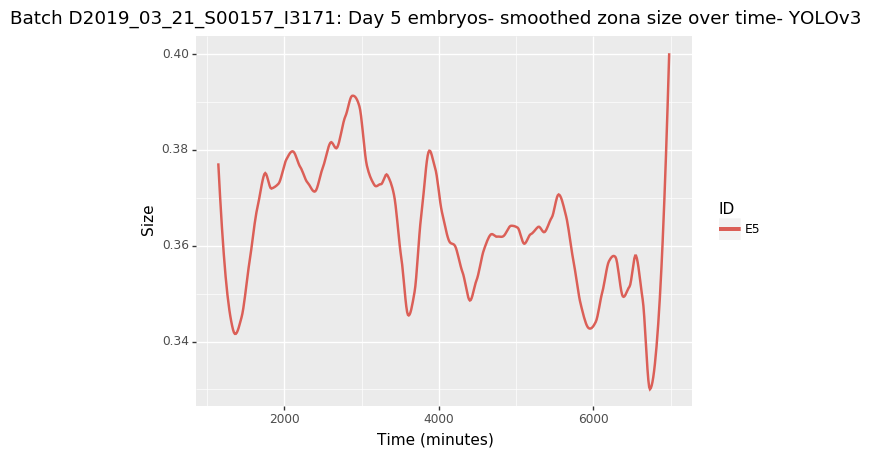 Batch D2019_03_21_S00157_I3171: Day 5 embryos- smoothed zona size over time- YOLOv3
0.40
0.38
0.36
0.34
Size
2000
4000
6000
Time (minutes)
ID
E5